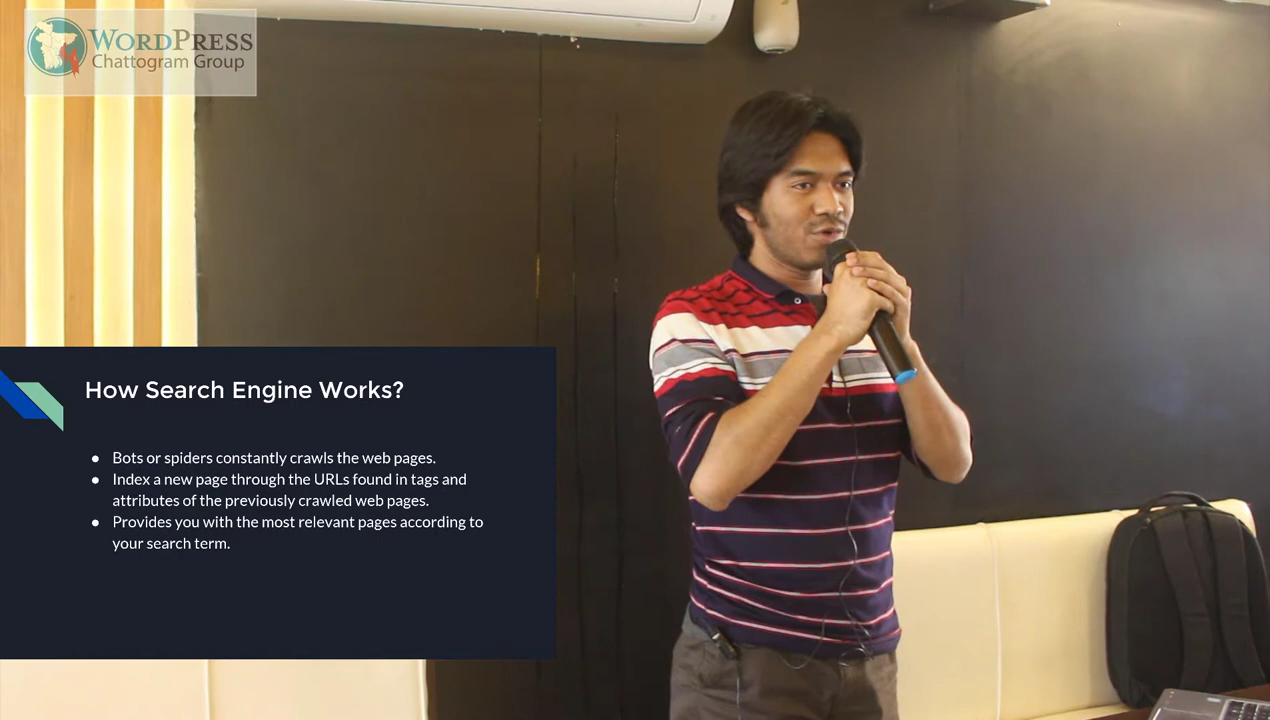 WORDPRESS
Chattogram Group
How Search Engine Works?
● Bots or spiders constantly crawls the web pages.
● Index a new page through the URLs found in tags and
attributes of the previously crawled web pages.
● Provides you with the most relevant pages according to
your search term.